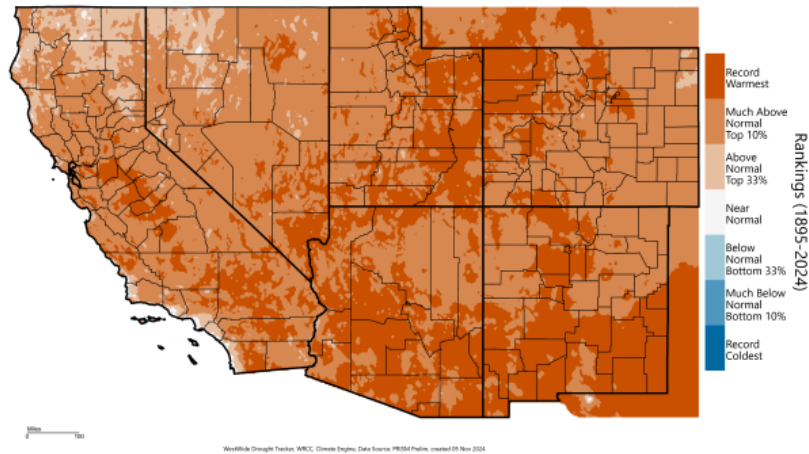 Record
Warmest
Much Above
Normal
Top 10%
Above
Normal
Top 33%
Near
Normal
Below
Normal
Bottom 33%
Much Below
Normal
Bottom 10%
Record
Coldest
Rankings (1895-2024)
Miles
0 100
WestWide Drought Tracker, WRCC, Climate Engine, Data Source: PRISM Prelim, created 05 Nov 2024